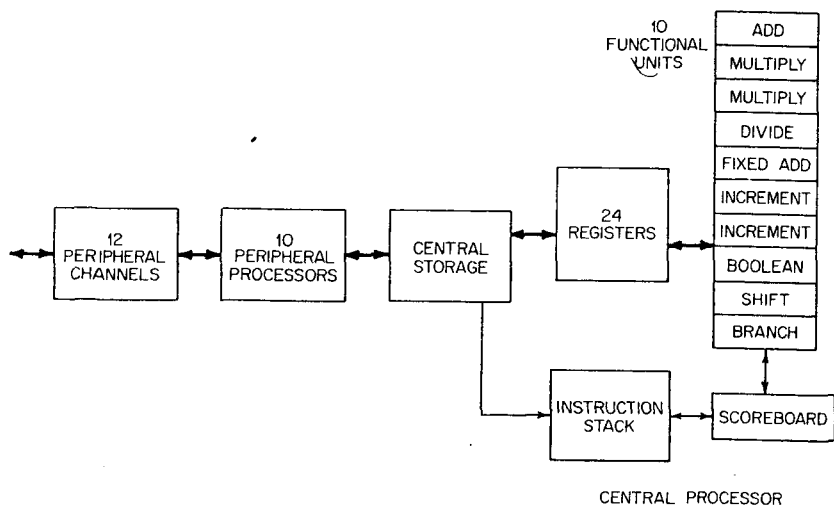 10
FUNCTIONAL
UNITS
ADD
MULTIPLY
MULTIPLY
DIVIDE
FIXED ADD
INCREMENT
INCREMENT
BOOLEAN
SHIFT
BRANCH
12
PERIPHERAL
CHANNELS
10
PERIPHERAL
PROCESSORS
CENTRAL
STORAGE
24
REGISTERS
INSTRUCTION
STACK
SCOREBOARD
CENTRAL PROCESSOR